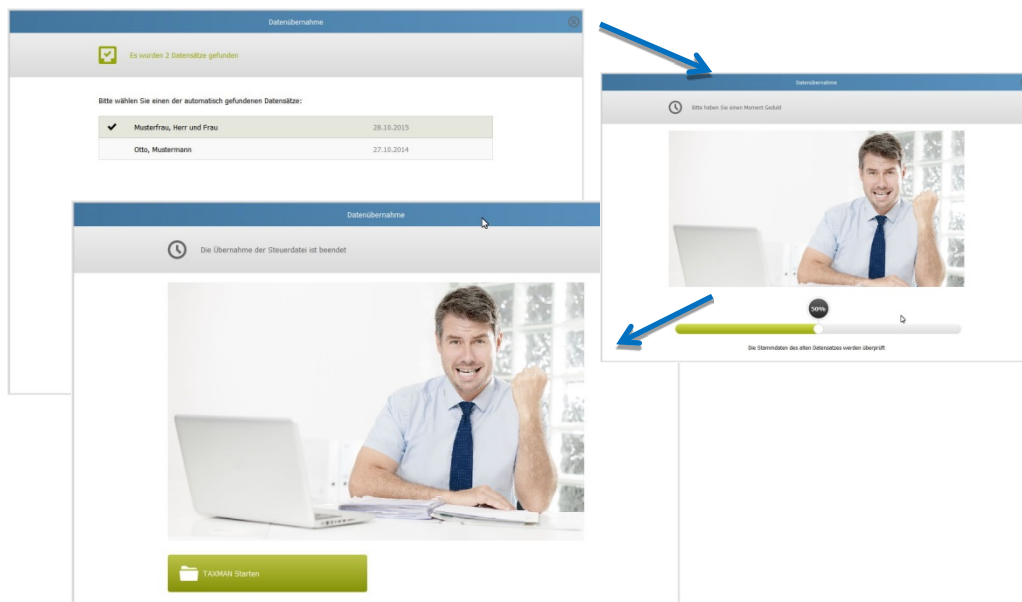 Datenübernahme
Es wurden 2 Datensätze gefunden
Bitte wählen Sie einen der automatisch gefundenen Datensätze:
Musterfrau, Herr und Frau 28.10.2015
Otto, Mustermann 27.10.2014
Datenübernahme
Bitte haben Sie einen Moment Geduld
50%
Die Stammdaten des alten Datensatzes werden überprüft
Datenübernahme
Die Übernahme der Steuerdatei ist beendet
TAXMAN Starten